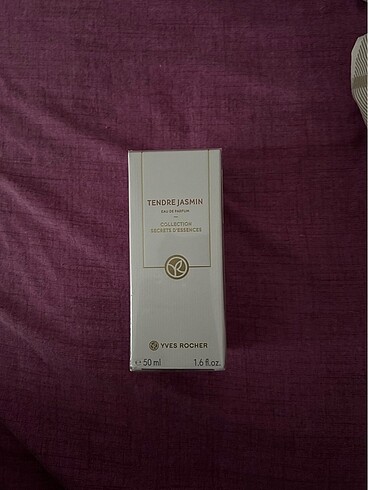 TENDRE JASMIN
EAU DE PARFUM
COLLECTION
SECRETS D'ESSENCES
YVES ROCHER
℮ 50 ml 1.6 fl.oz.